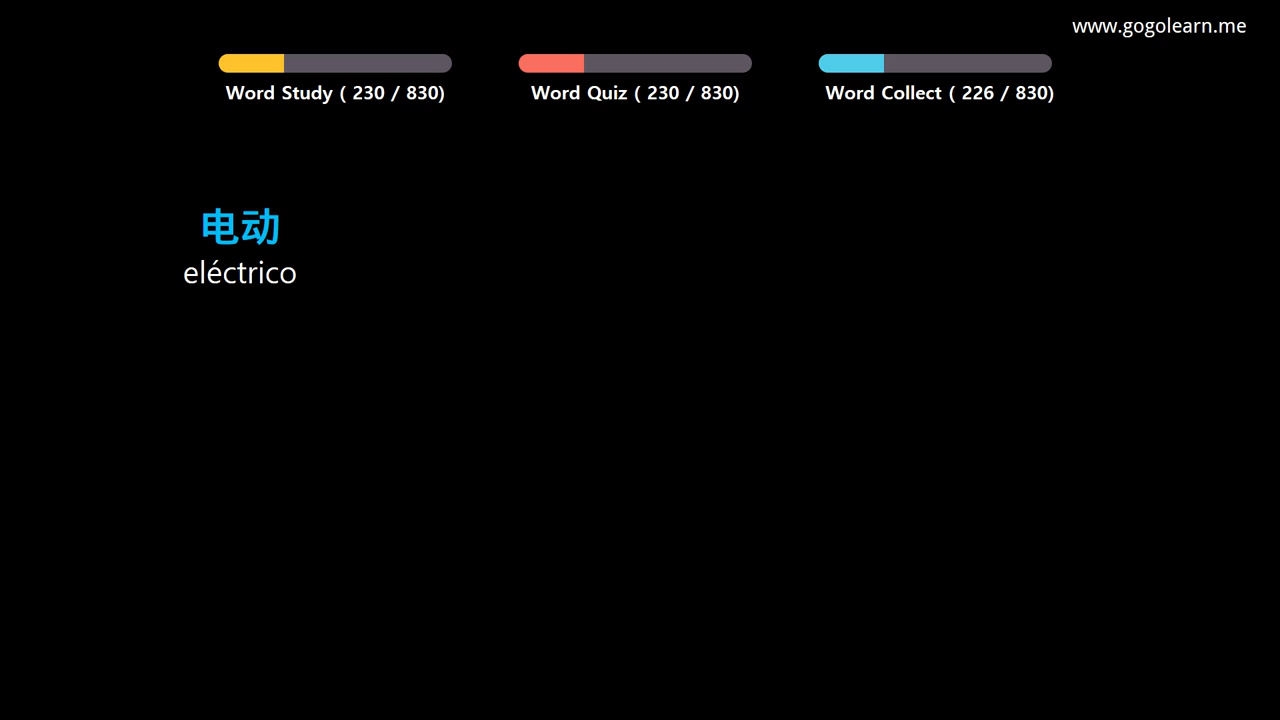 www.gogolearn.me
Word Study ( 230 / 830)
Word Quiz ( 230 / 830)
Word Collect ( 226 / 830)
电动
eléctrico